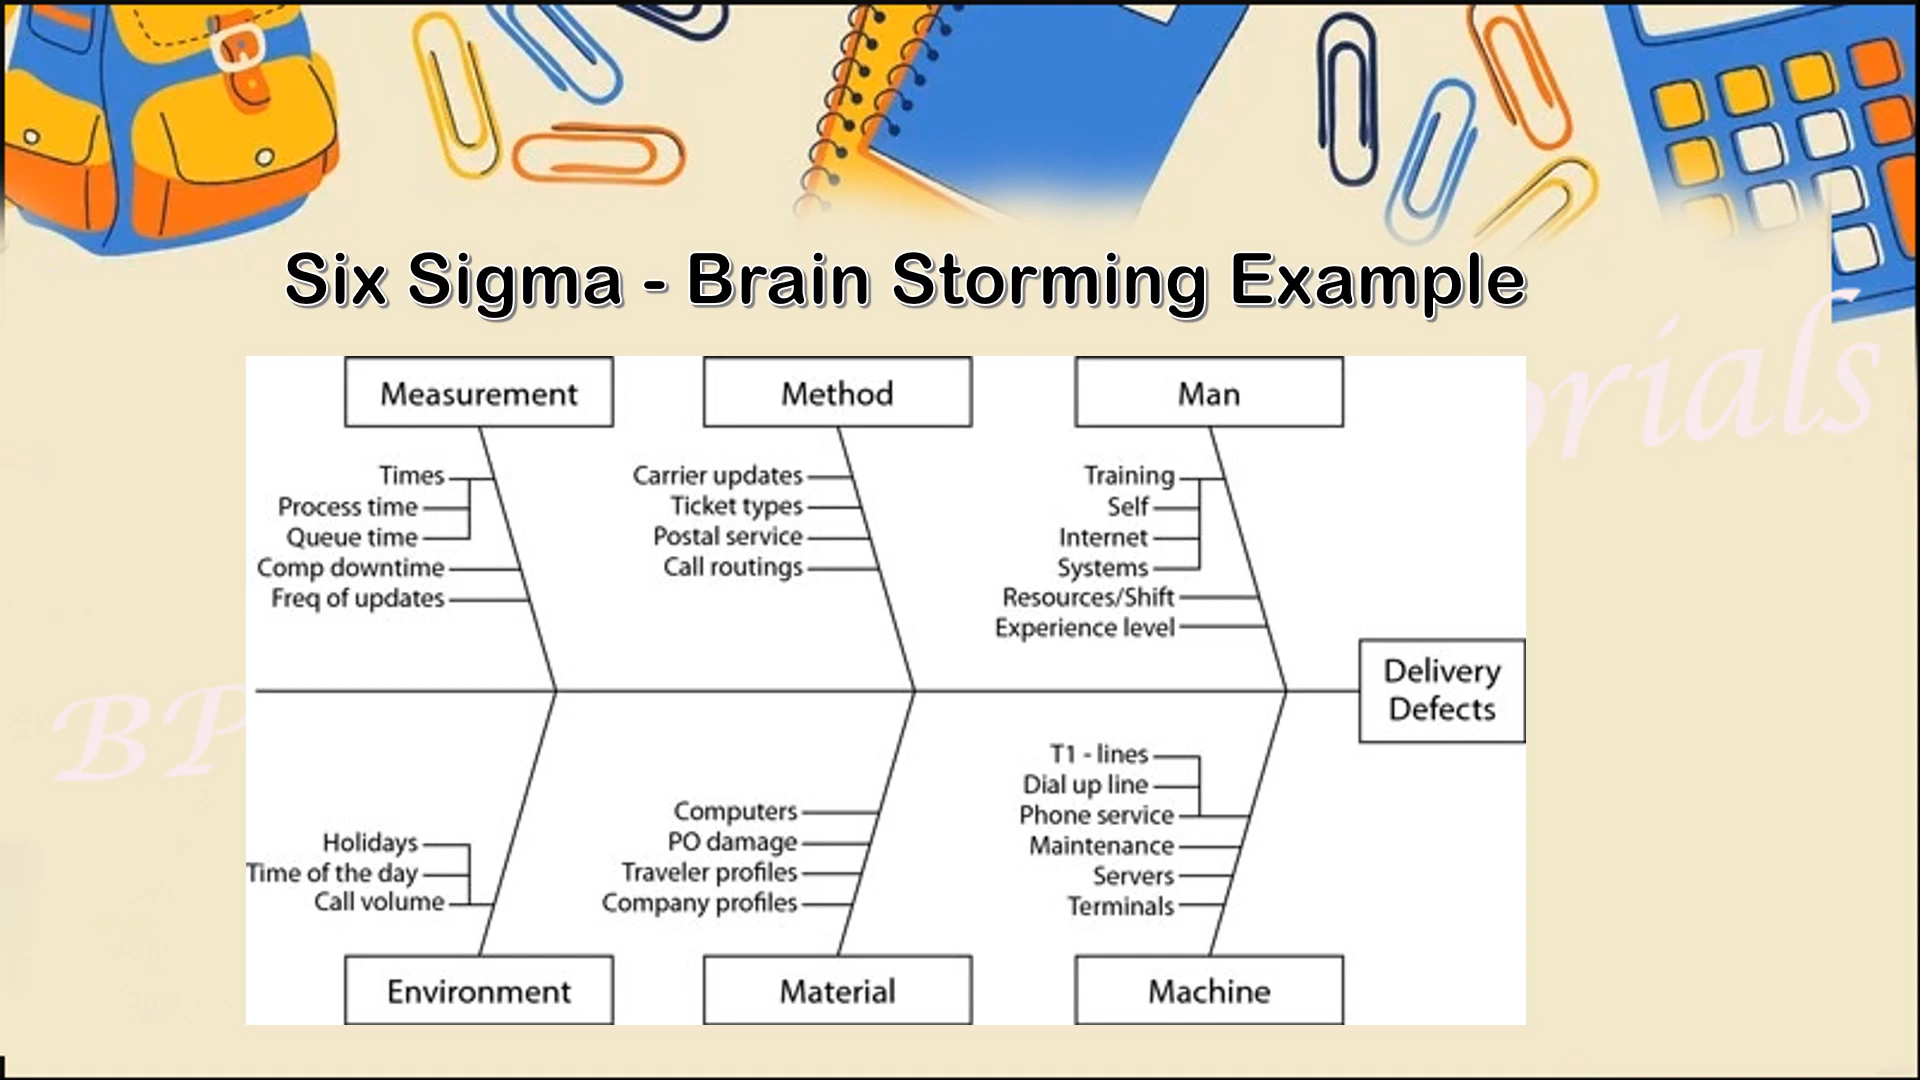 Six Sigma - Brain Storming Example
Measurement
Times
Process time
Queue time
Comp downtime
Freq of updates
Method
Carrier updates
Ticket types
Postal service
Call routings
Man
Training
Self
Internet
Systems
Resources/Shift
Experience level
Delivery
Defects
Holidays
Time of the day
Call volume
Environment
Computers
PO damage
Traveler profiles
Company profiles
Material
T1 - lines
Dial up line
Phone service
Maintenance
Servers
Terminals
Machine